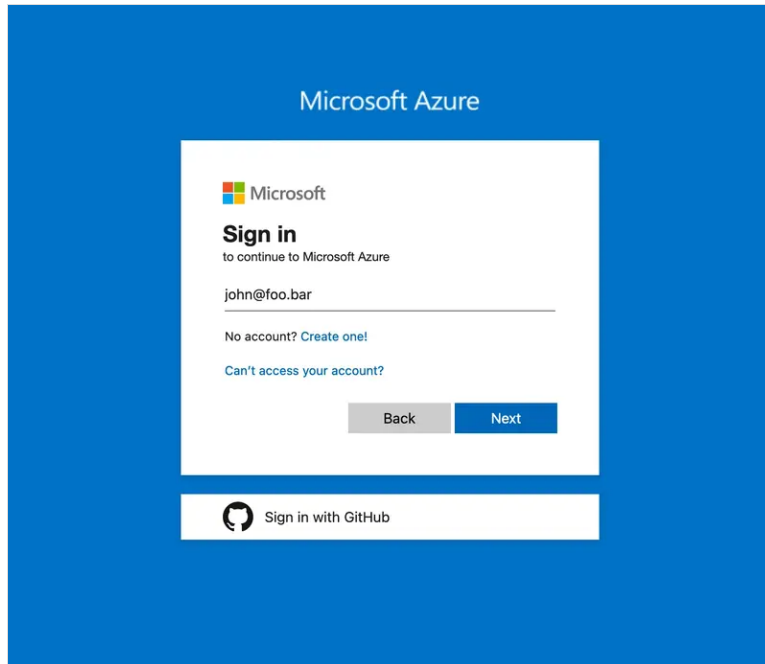 Microsoft Azure
Microsoft
Sign in
to continue to Microsoft Azure
john@foo.bar
No account? Create one!
Can't access your account?
Back
Next
Sign in with GitHub